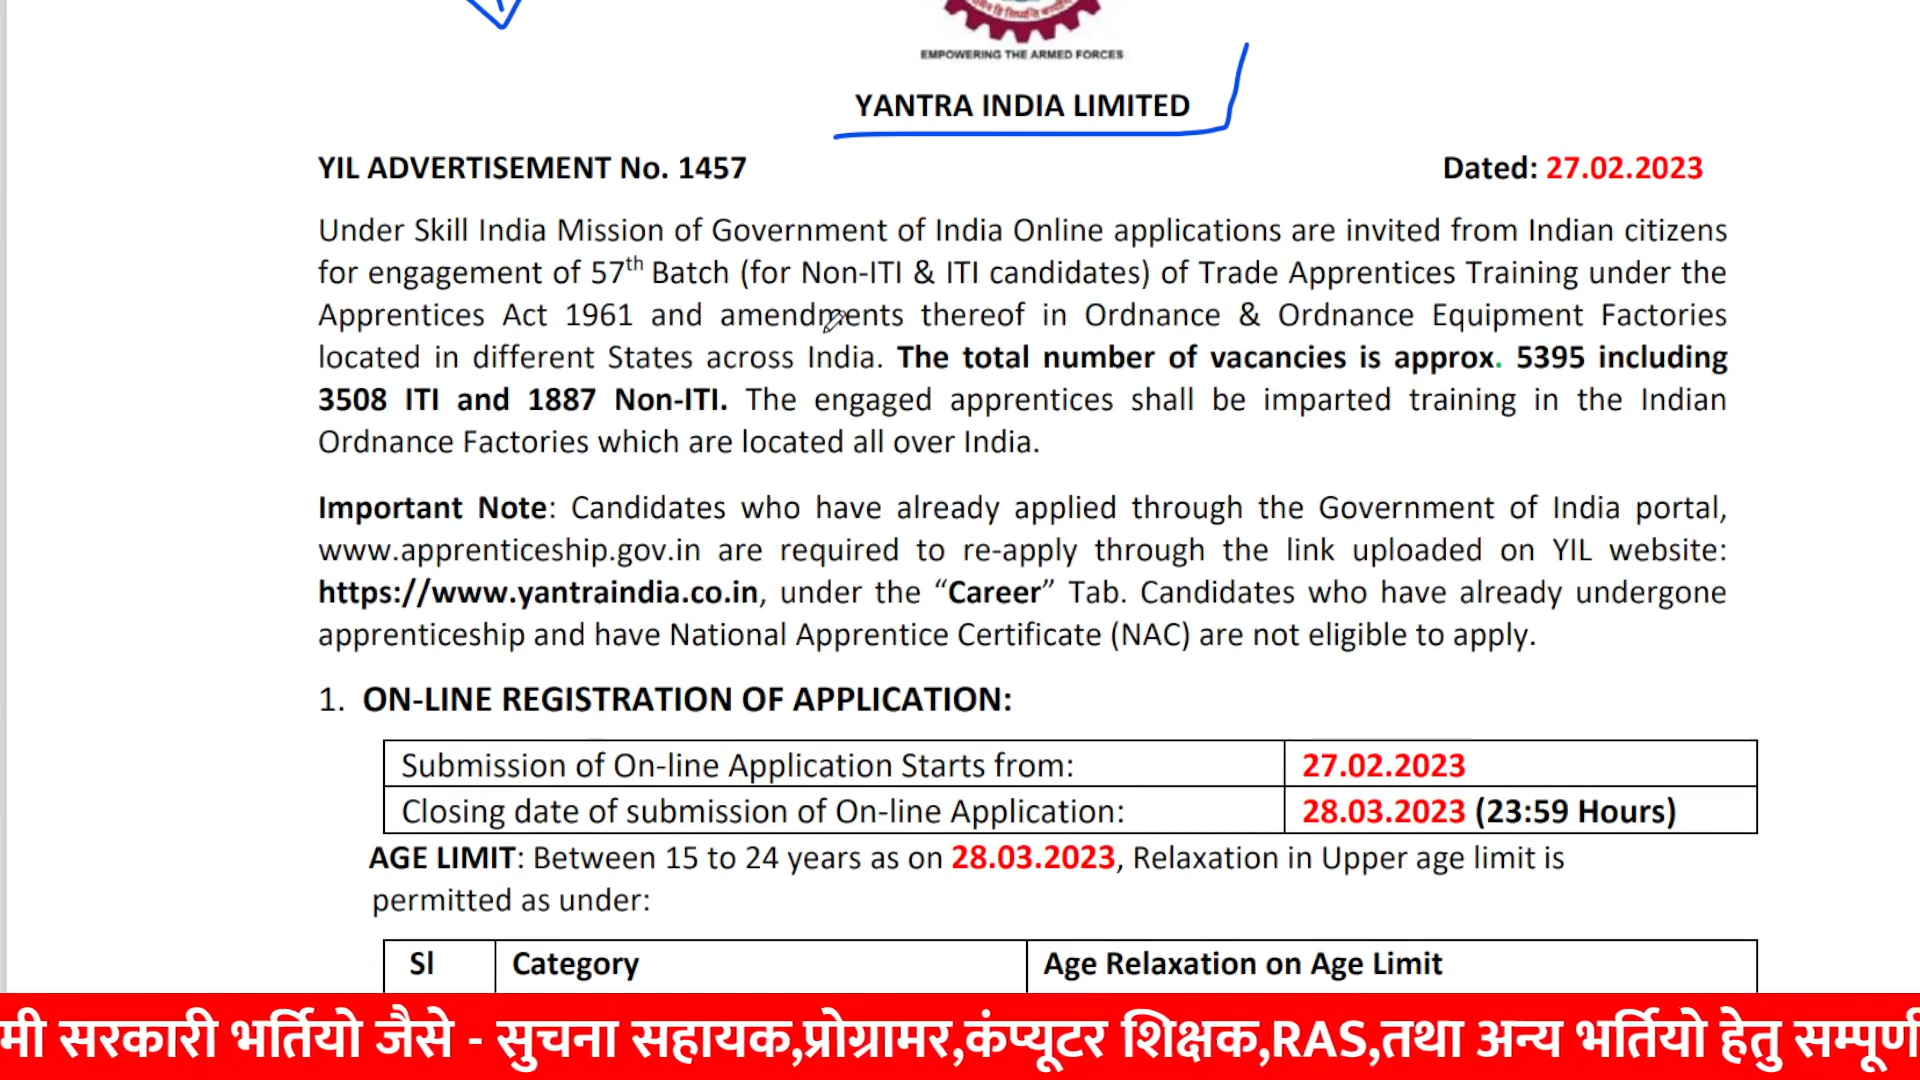 EMPOWERING THE ARMED FORCES
YANTRA INDIA LIMITED
YIL ADVERTISEMENT No. 1457 Dated: 27.02.2023
Under Skill India Mission of Government of India Online applications are invited from Indian citizens
for engagement of 57th Batch (for Non-ITI & ITI candidates) of Trade Apprentices Training under the
Apprentices Act 1961 and amendments thereof in Ordnance & Ordnance Equipment Factories
located in different States across India. The total number of vacancies is approx. 5395 including
3508 ITI and 1887 Non-ITI. The engaged apprentices shall be imparted training in the Indian
Ordnance Factories which are located all over India.
Important Note: Candidates who have already applied through the Government of India portal,
www.apprenticeship.gov.in are required to re-apply through the link uploaded on YIL website:
https://www.yantraindia.co.in, under the “Career” Tab. Candidates who have already undergone
apprenticeship and have National Apprentice Certificate (NAC) are not eligible to apply.
1. ON-LINE REGISTRATION OF APPLICATION:
Submission of On-line Application Starts from: 27.02.2023
Closing date of submission of On-line Application: 28.03.2023 (23:59 Hours)
AGE LIMIT: Between 15 to 24 years as on 28.03.2023, Relaxation in Upper age limit is
permitted as under:
Sl Category Age Relaxation on Age Limit
मी सरकारी भर्तियो जैसे - सुचना सहायक,प्रोग्रामर,कंप्यूटर शिक्षक,RAS,तथा अन्य भर्तियो हेतु सम्पूर्ण